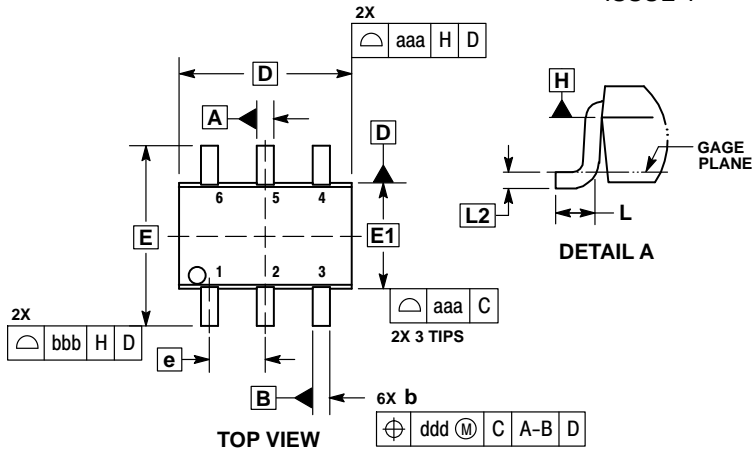 2X
⌓ aaa H D
D
A
D
H
GAGE
PLANE
L2
L
DETAIL A
6 5 4
E
E1
1 2 3
⌓ aaa C
2X 3 TIPS
2X
⌓ bbb H D
e
B
6X b
⌖ ddd Ⓜ C A-B D
TOP VIEW